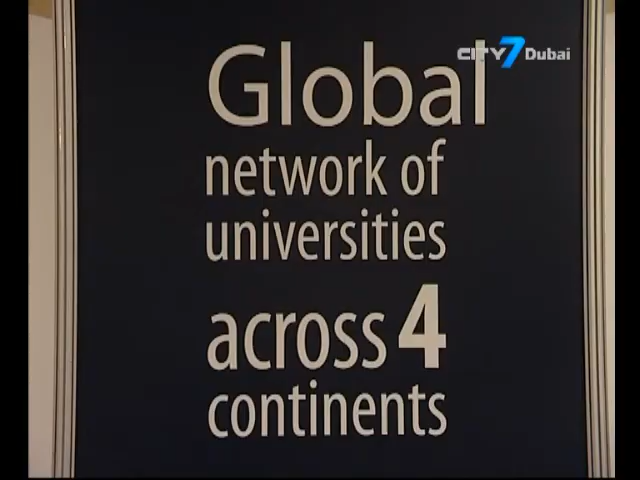 CITY7 Dubai
Global
network of
universities
across 4
continents